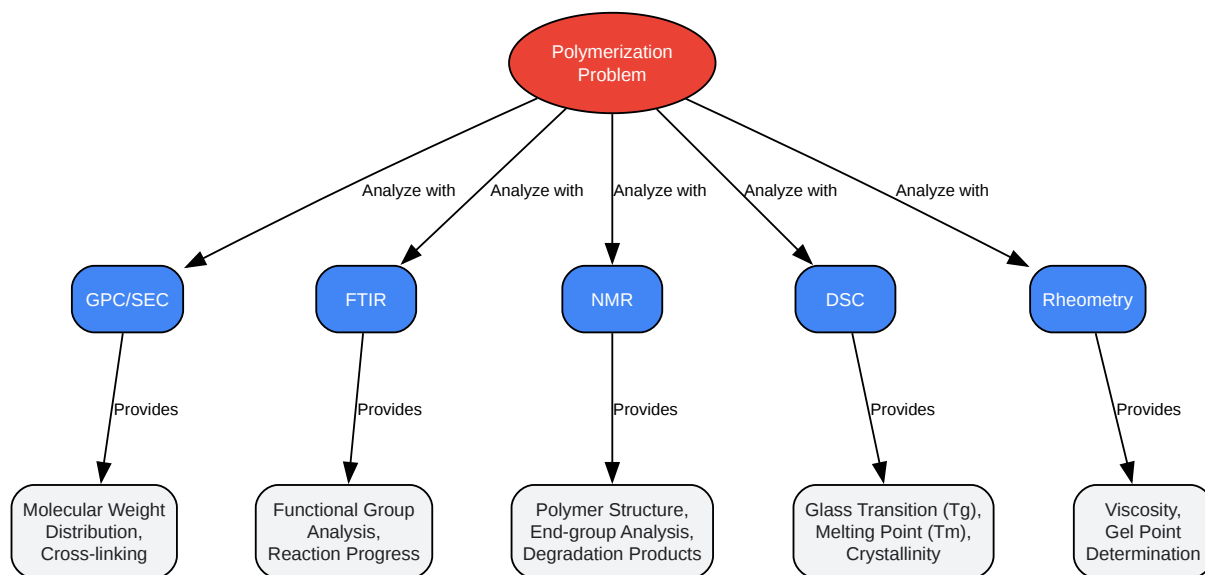 Polymerization
Problem
Analyze with
Analyze with
Analyze with
Analyze with
Analyze with
GPC/SEC
FTIR
NMR
DSC
Rheometry
Provides
Provides
Provides
Provides
Provides
Molecular Weight
Distribution,
Cross-linking
Functional Group
Analysis,
Reaction Progress
Polymer Structure,
End-group Analysis,
Degradation Products
Glass Transition (Tg),
Melting Point (Tm),
Crystallinity
Viscosity,
Gel Point
Determination